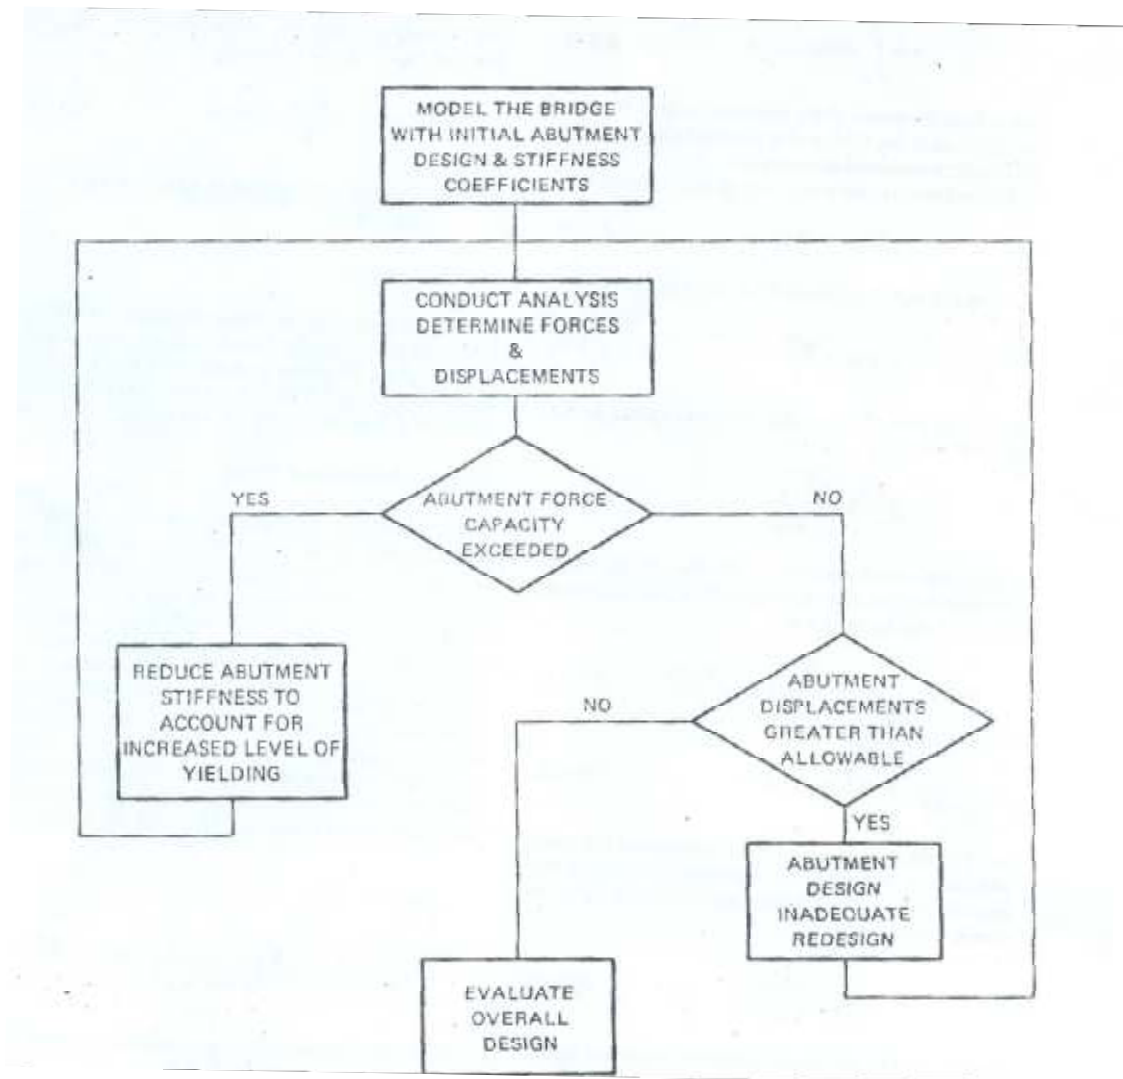 MODEL THE BRIDGE
WITH INITIAL ABUTMENT
DESIGN & STIFFNESS
COEFFICIENTS
CONDUCT ANALYSIS
DETERMINE FORCES
&
DISPLACEMENTS
YES
ABUTMENT FORCE
CAPACITY
EXCEEDED
NO
REDUCE ABUTMENT
STIFFNESS TO
ACCOUNT FOR
INCREASED LEVEL OF
YIELDING
NO
ABUTMENT
DISPLACEMENTS
GREATER THAN
ALLOWABLE
YES
ABUTMENT
DESIGN
INADEQUATE
REDESIGN
EVALUATE
OVERALL
DESIGN